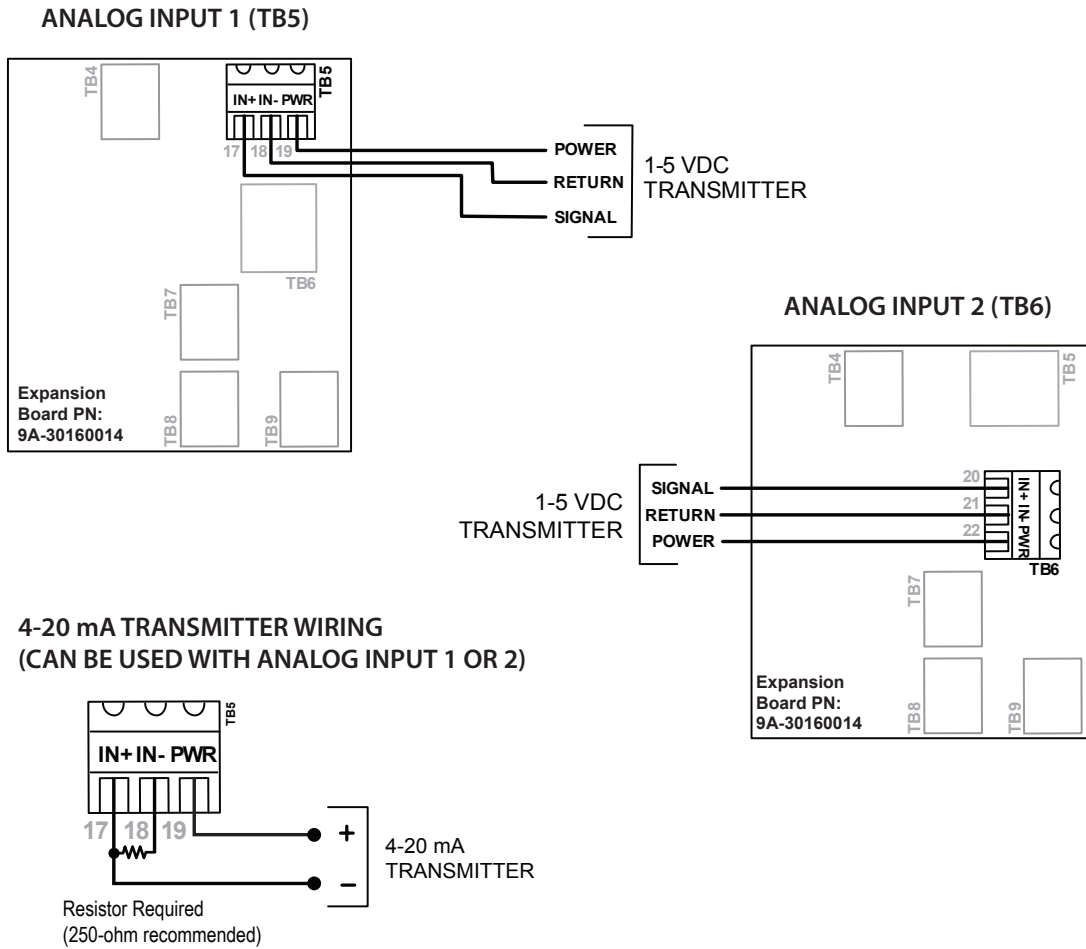 ANALOG INPUT 1 (TB5)
TB4
TB5
IN+ IN- PWR
17 18 19
POWER
RETURN
SIGNAL
1-5 VDC
TRANSMITTER
TB6
TB7
TB8
TB9
Expansion
Board PN:
9A-30160014
ANALOG INPUT 2 (TB6)
TB4
TB5
1-5 VDC
TRANSMITTER
SIGNAL
RETURN
POWER
20
21
22
IN+ IN- PWR
TB6
TB7
TB8
TB9
Expansion
Board PN:
9A-30160014
4-20 mA TRANSMITTER WIRING
(CAN BE USED WITH ANALOG INPUT 1 OR 2)
TB5
IN+ IN- PWR
17 18 19
+
−
4-20 mA
TRANSMITTER
Resistor Required
(250-ohm recommended)